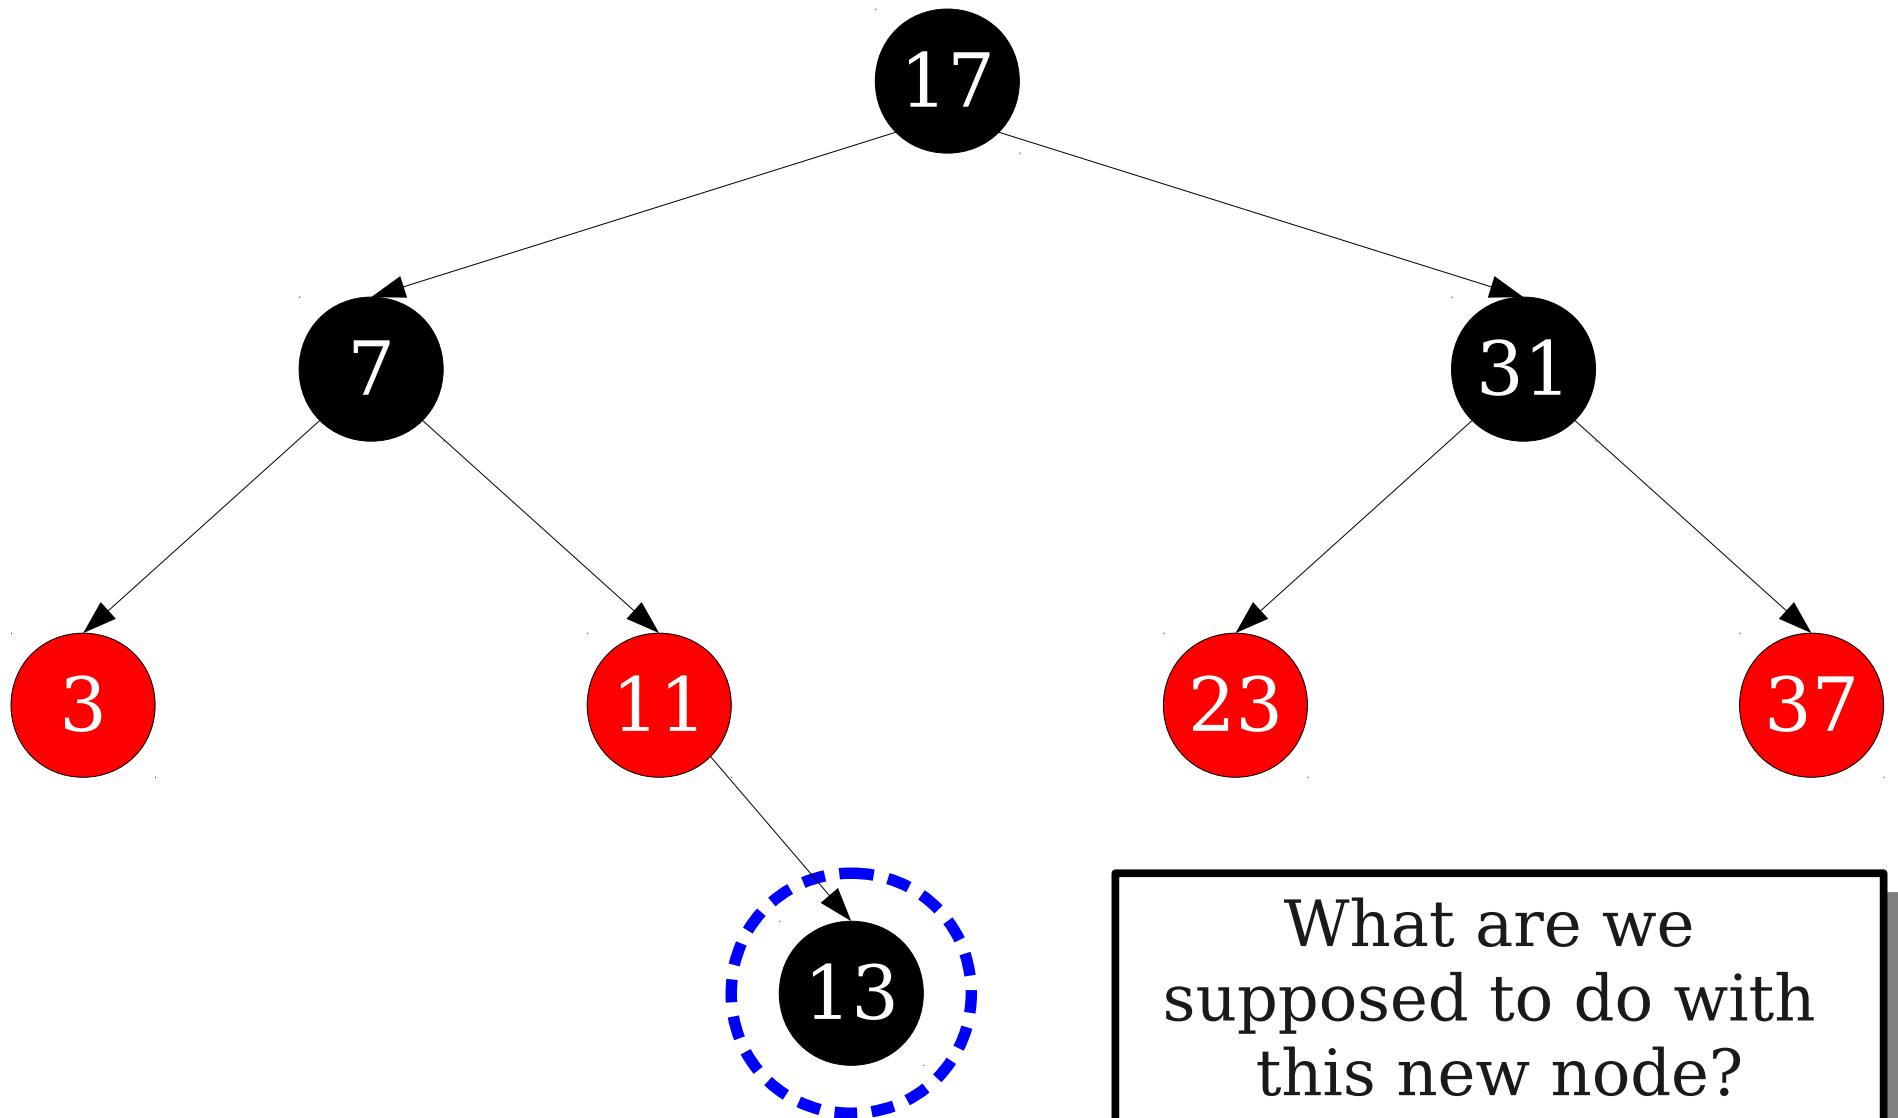 17
7
31
3
11
23
37
13
What are we
supposed to do with
this new node?